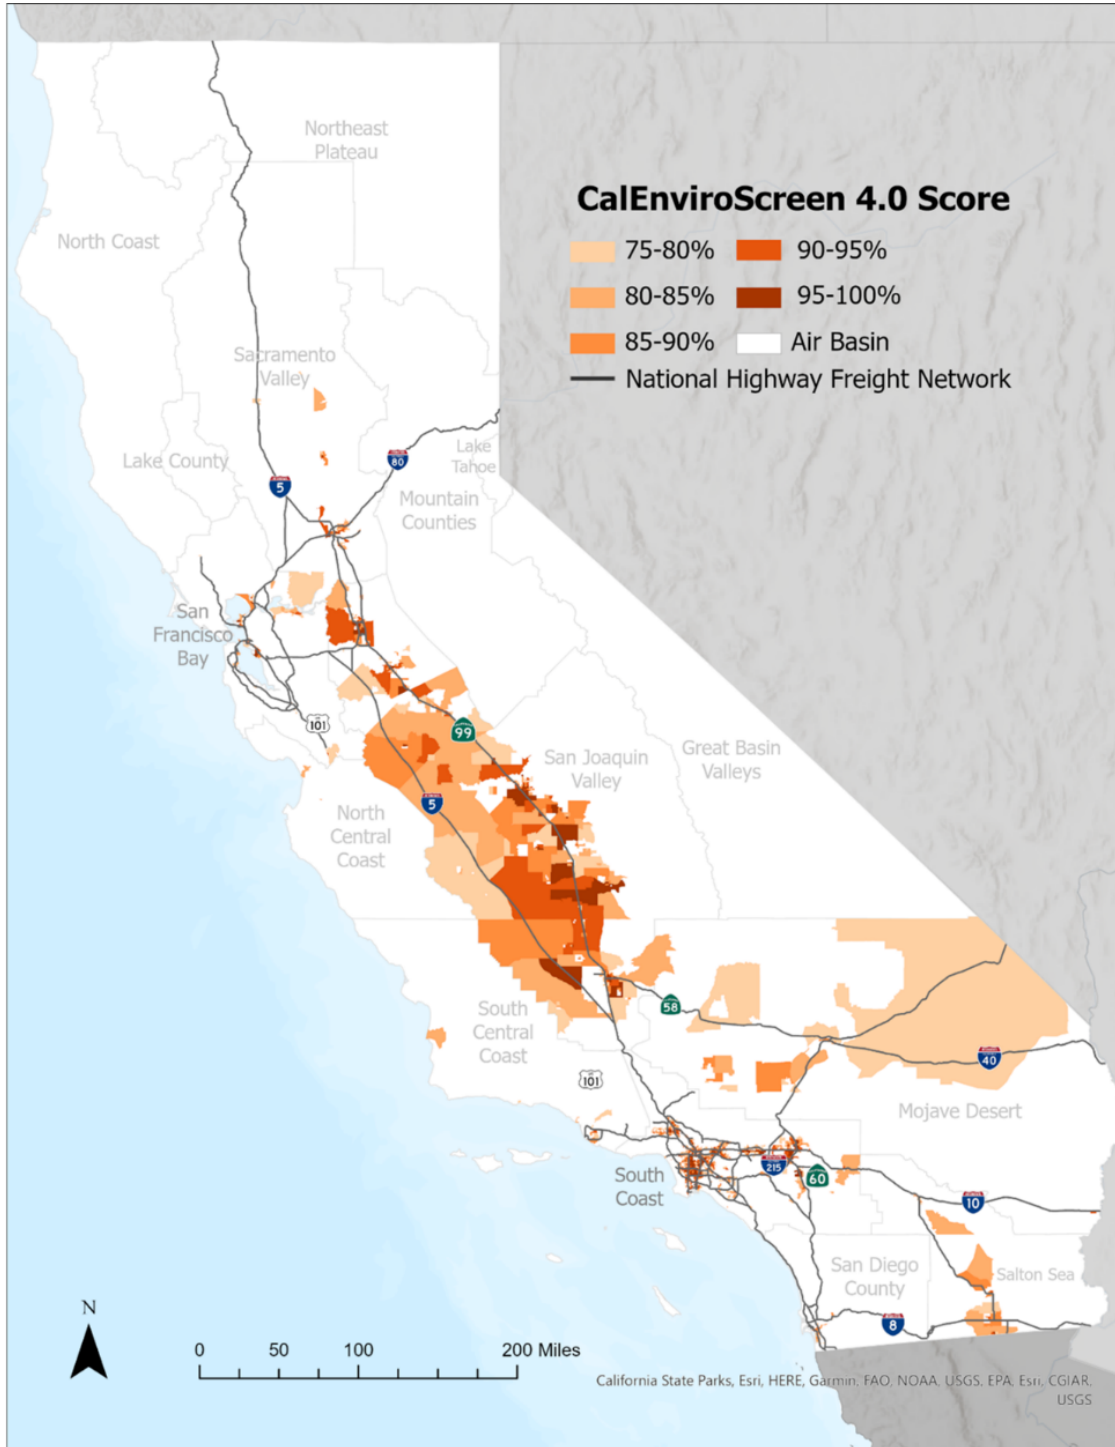 Northeast
Plateau
CalEnviroScreen 4.0 Score
75-80%
90-95%
80-85%
95-100%
85-90%
Air Basin
National Highway Freight Network
North Coast
Sacramento
Valley
Lake County
80
Lake
Tahoe
5
Mountain
Counties
San
Francisco
Bay
101
99
San Joaquin
Valley
Great Basin
Valleys
5
North
Central
Coast
58
South
Central
Coast
40
101
Mojave Desert
215
60
South
Coast
10
San Diego
County
Salton Sea
8
N
0 50 100 200 Miles
California State Parks, Esri, HERE, Garmin, FAO, NOAA, USGS, EPA, Esri, CGIAR,
USGS